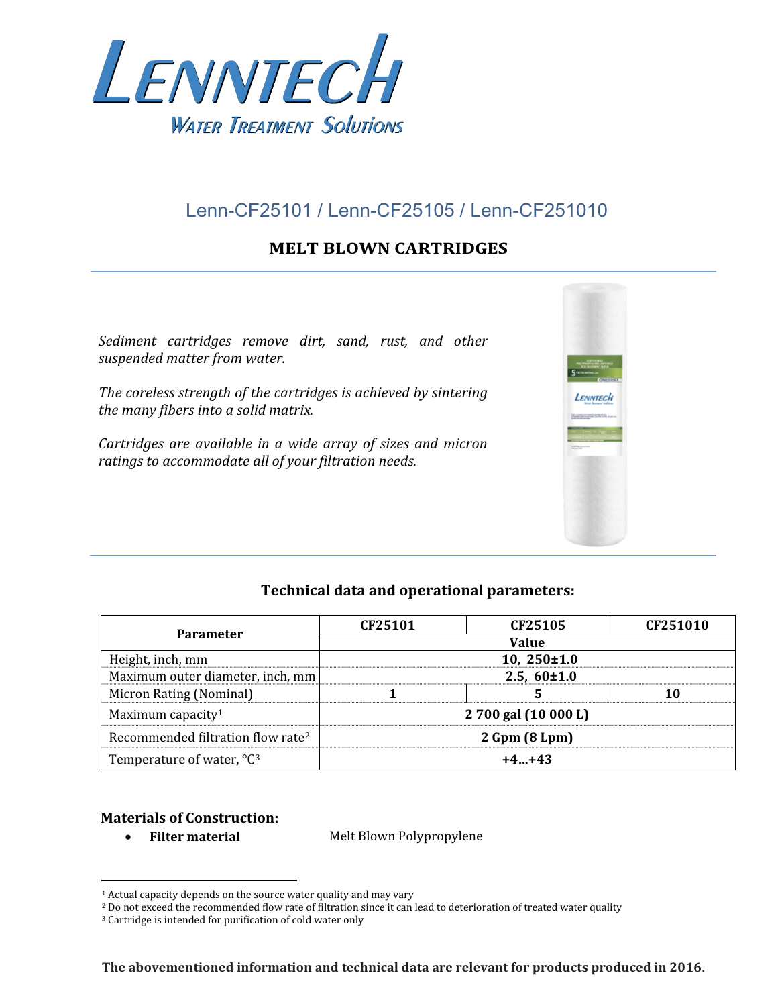 LENNTECH
WATER TREATMENT SOLUTIONS
Lenn-CF25101 / Lenn-CF25105 / Lenn-CF251010
MELT BLOWN CARTRIDGES
Sediment cartridges remove dirt, sand, rust, and other
suspended matter from water.
The coreless strength of the cartridges is achieved by sintering
the many fibers into a solid matrix.
Cartridges are available in a wide array of sizes and micron
ratings to accommodate all of your filtration needs.
5
LENNTECH
Technical data and operational parameters:
Parameter CF25101 CF25105 CF251010
Value
Height, inch, mm 10, 250±1.0
Maximum outer diameter, inch, mm 2.5, 60±1.0
Micron Rating (Nominal) 1 5 10
Maximum capacity¹ 2 700 gal (10 000 L)
Recommended filtration flow rate² 2 Gpm (8 Lpm)
Temperature of water, °C³ +4…+43
Materials of Construction:
• Filter material Melt Blown Polypropylene
¹ Actual capacity depends on the source water quality and may vary
² Do not exceed the recommended flow rate of filtration since it can lead to deterioration of treated water quality
³ Cartridge is intended for purification of cold water only
The abovementioned information and technical data are relevant for products produced in 2016.